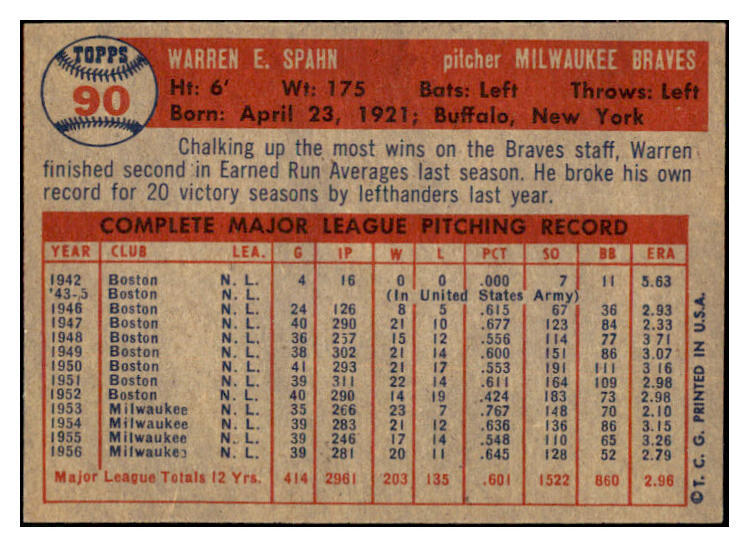 TOPPS
90
WARREN E. SPAHN pitcher MILWAUKEE BRAVES
Ht: 6' Wt: 175 Bats: Left Throws: Left
Born: April 23, 1921; Buffalo, New York
Chalking up the most wins on the Braves staff, Warren
finished second in Earned Run Averages last season. He broke his own
record for 20 victory seasons by lefthanders last year.
COMPLETE MAJOR LEAGUE PITCHING RECORD
YEAR CLUB LEA. G IP W L PCT SO BB ERA
1942 Boston N. L. 4 16 0 0 .000 7 11 5.63
'43-5 Boston N. L. (In United States Army)
1946 Boston N. L. 24 126 8 5 .615 67 36 2.93
1947 Boston N. L. 40 290 21 10 .677 123 84 2.33
1948 Boston N. L. 36 257 15 12 .556 114 77 3.71
1949 Boston N. L. 38 302 21 14 .600 151 86 3.07
1950 Boston N. L. 41 293 21 17 .553 191 111 3.16
1951 Boston N. L. 39 311 22 14 .611 164 109 2.98
1952 Boston N. L. 40 290 14 19 .424 183 73 2.98
1953 Milwaukee N. L. 35 266 23 7 .767 148 70 2.10
1954 Milwaukee N. L. 39 283 21 12 .636 136 86 3.15
1955 Milwaukee N. L. 39 246 17 14 .548 110 65 3.26
1956 Milwaukee N. L. 39 281 20 11 .645 128 52 2.79
Major League Totals 12 Yrs. 414 2961 203 135 .601 1522 860 2.96
©T. C. G. PRINTED IN U.S.A.